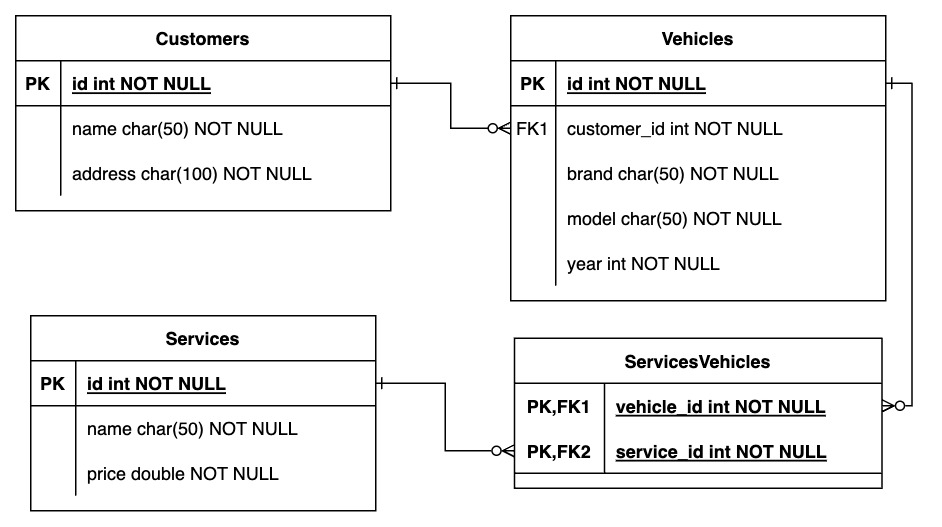 Customers
PK id int NOT NULL
name char(50) NOT NULL
address char(100) NOT NULL
Vehicles
PK id int NOT NULL
FK1 customer_id int NOT NULL
brand char(50) NOT NULL
model char(50) NOT NULL
year int NOT NULL
Services
PK id int NOT NULL
name char(50) NOT NULL
price double NOT NULL
ServicesVehicles
PK,FK1 vehicle_id int NOT NULL
PK,FK2 service_id int NOT NULL